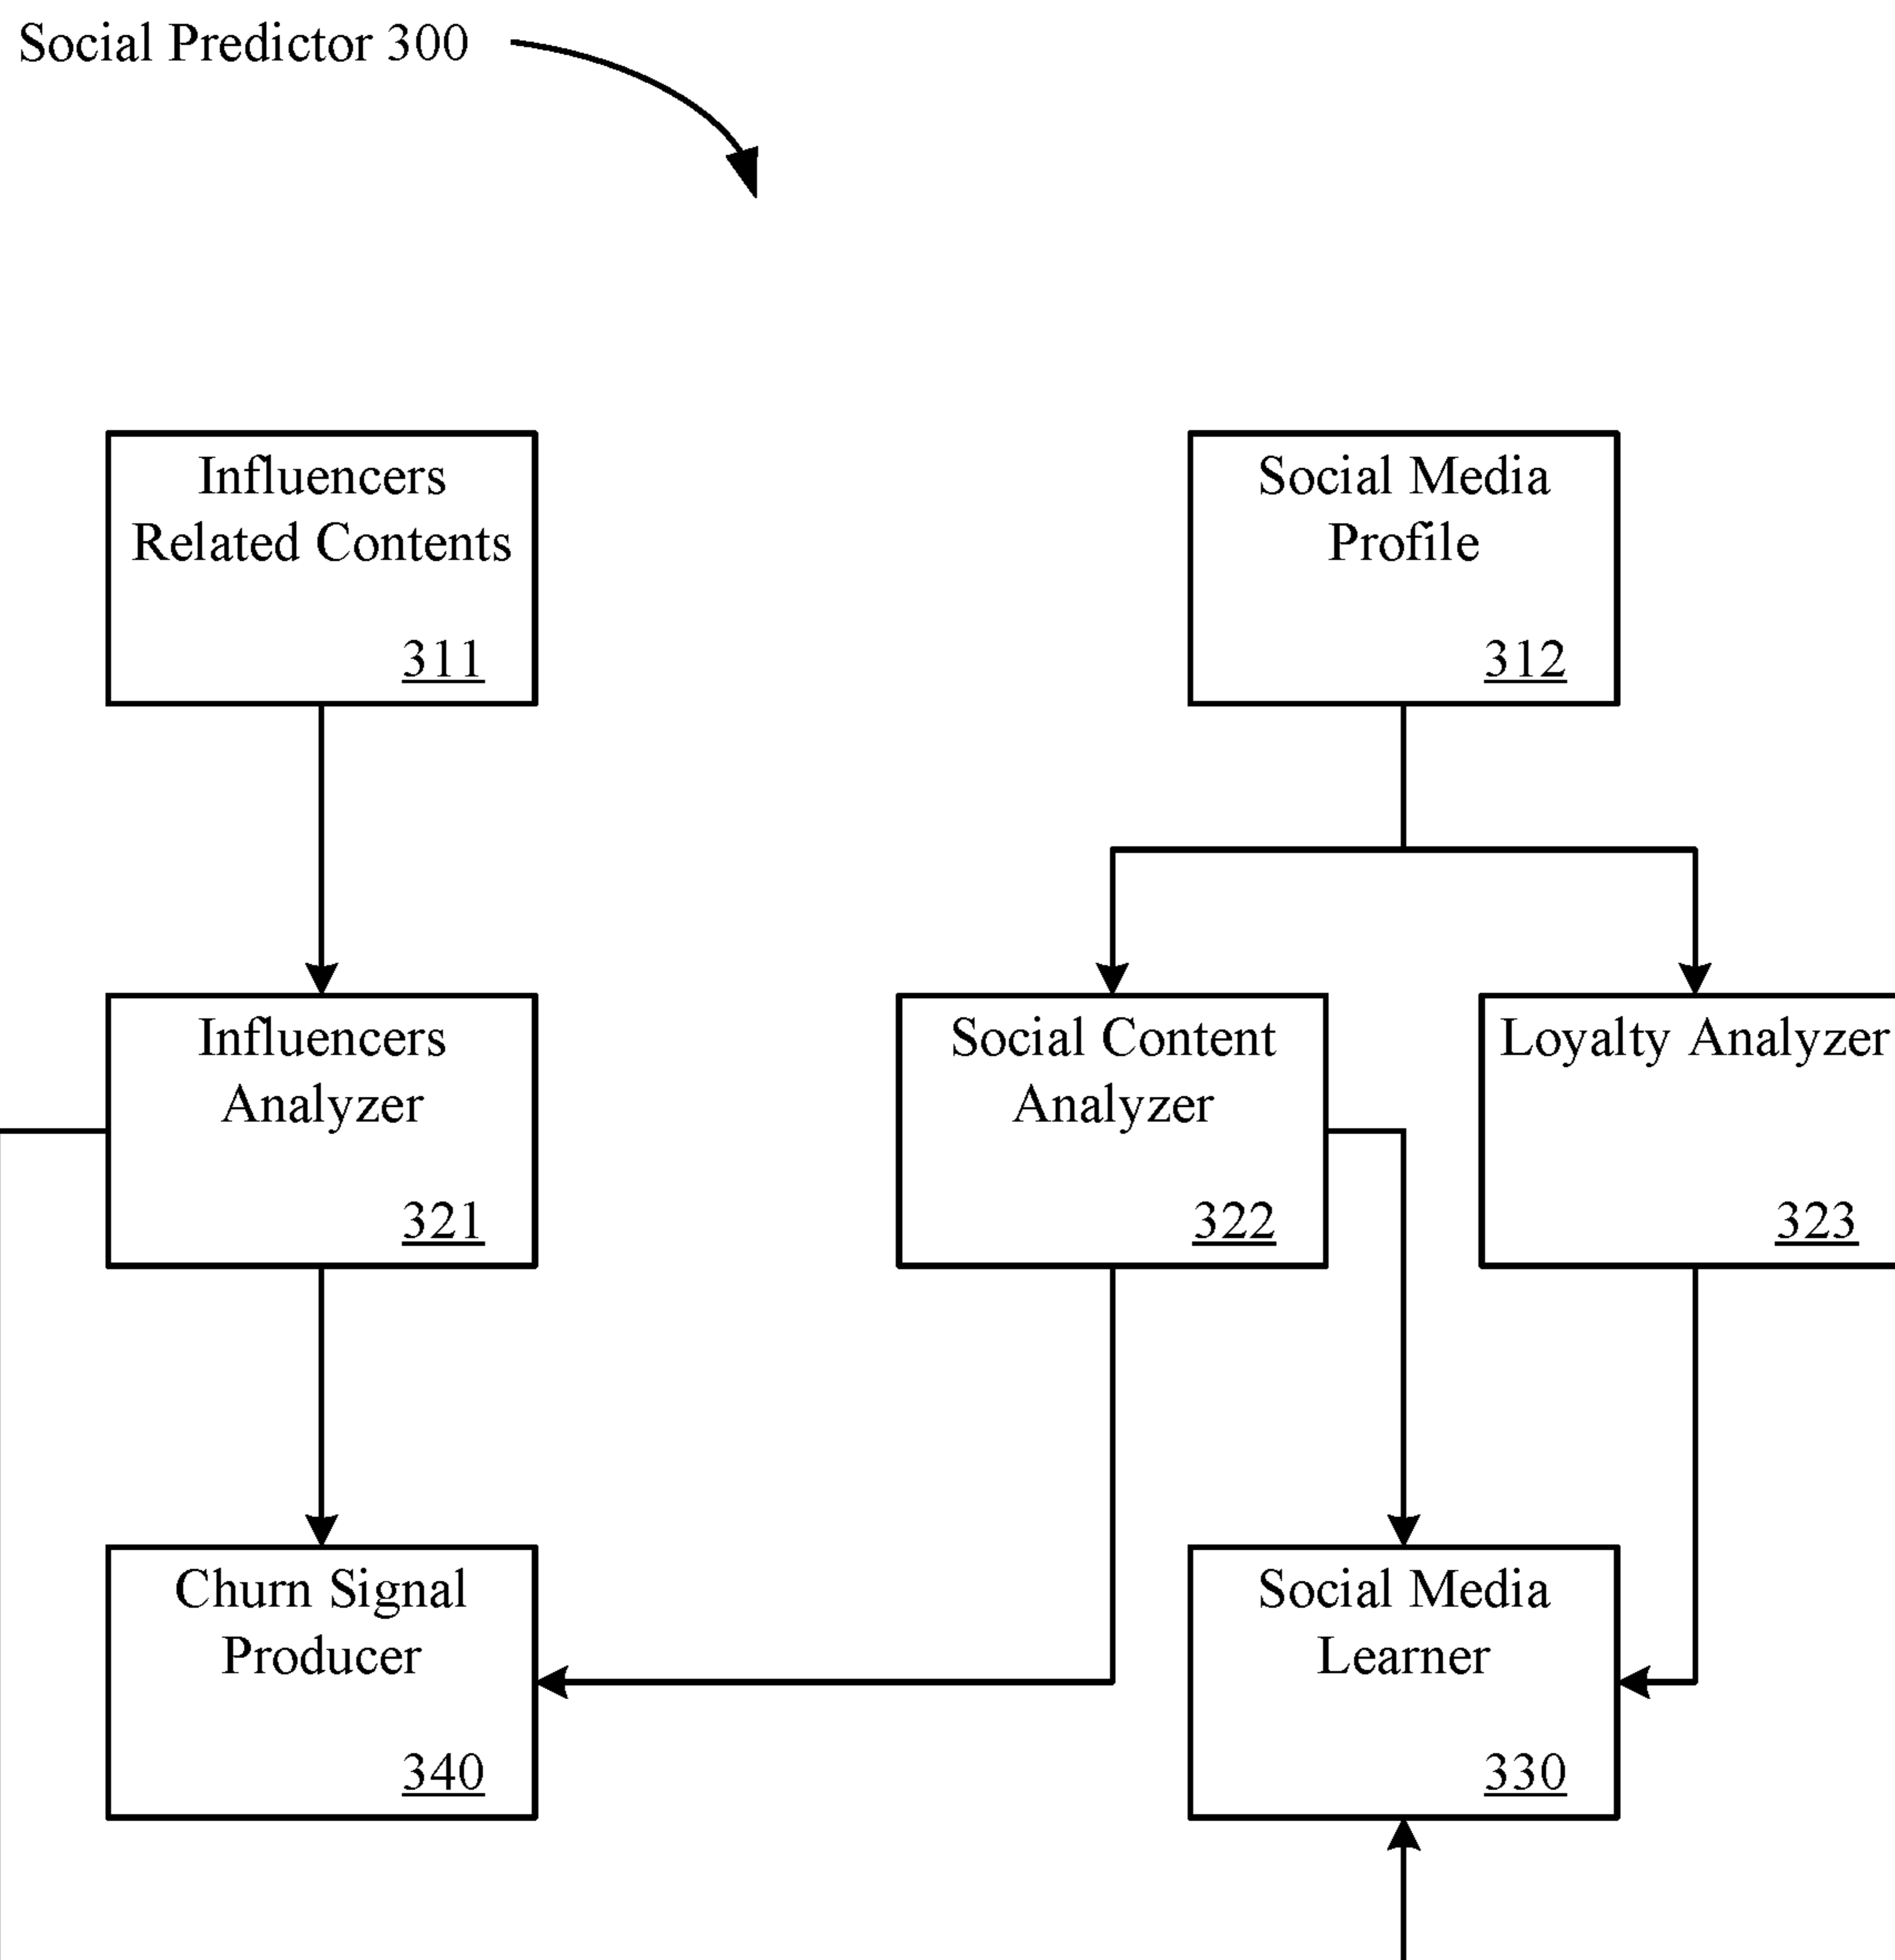 Social Predictor 300
Influencers
Related Contents
311
Social Media
Profile
312
Influencers
Analyzer
321
Social Content
Analyzer
322
Loyalty Analyzer
323
Churn Signal
Producer
340
Social Media
Learner
330